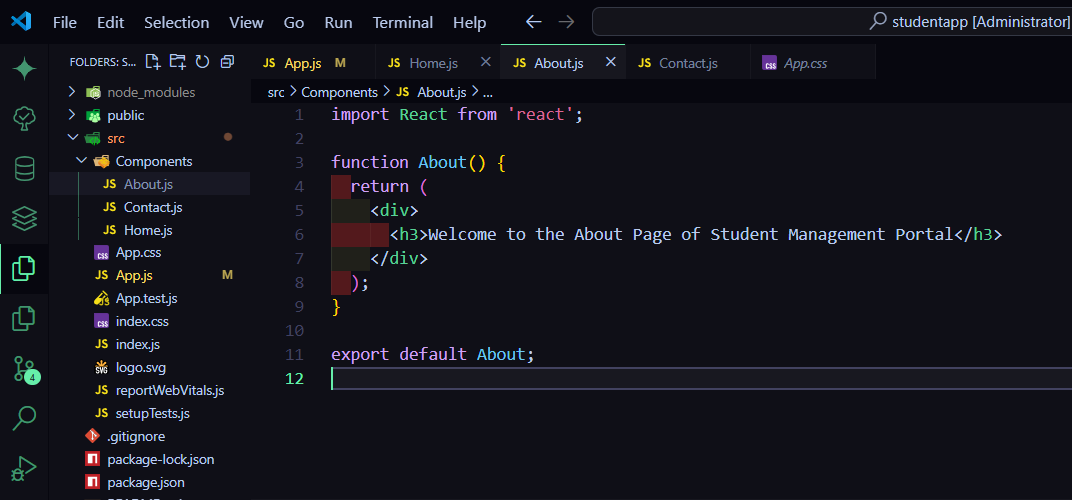 File Edit Selection View Go Run Terminal Help studentapp [Administrator]
FOLDERS: S...
JS App.js M JS Home.js JS About.js JS Contact.js CSS App.css
src > Components > JS About.js > ...
node_modules
public
src
Components
JS About.js
JS Contact.js
JS Home.js
CSS App.css
JS App.js M
App.test.js
CSS index.css
JS index.js
SVG logo.svg
JS reportWebVitals.js
JS setupTests.js
.gitignore
package-lock.json
package.json
4
1 import React from 'react';
2
3 function About() {
4 return (
5 <div>
6 <h3>Welcome to the About Page of Student Management Portal</h3>
7 </div>
8 );
9 }
10
11 export default About;
12